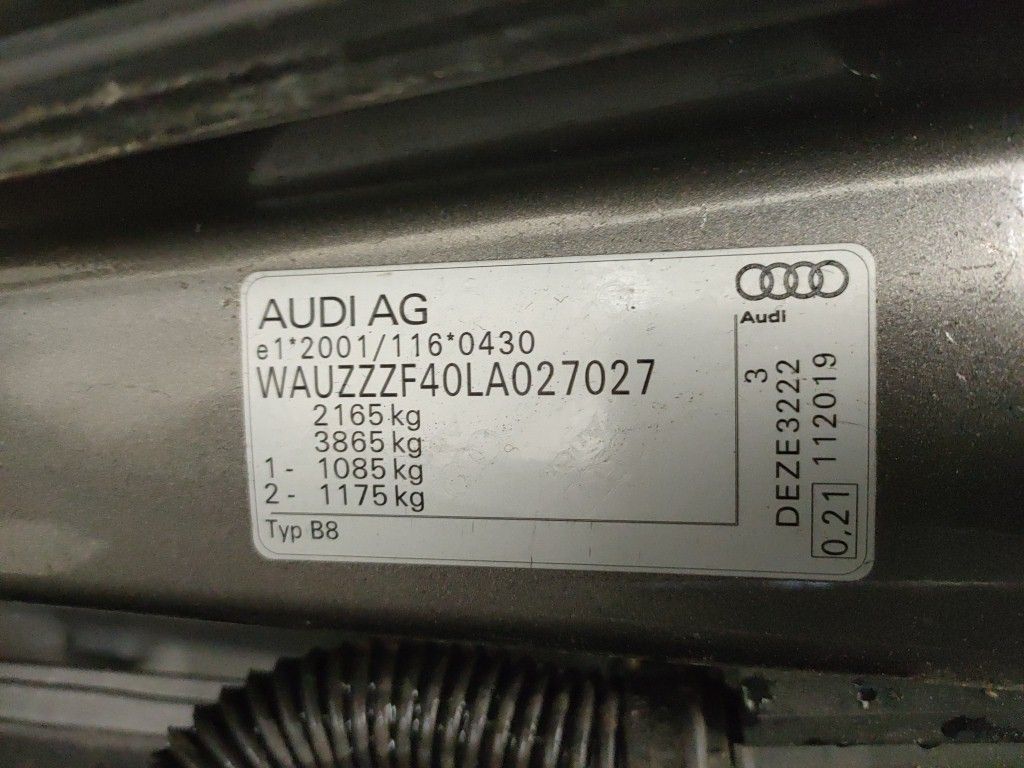 AUDI AG
e1*2001/116*0430
WAUZZZF40LA027027
2165 kg
3865 kg
1 - 1085 kg
2 - 1175 kg
Typ B8
Audi
3
DEZE3222
0,21 112019